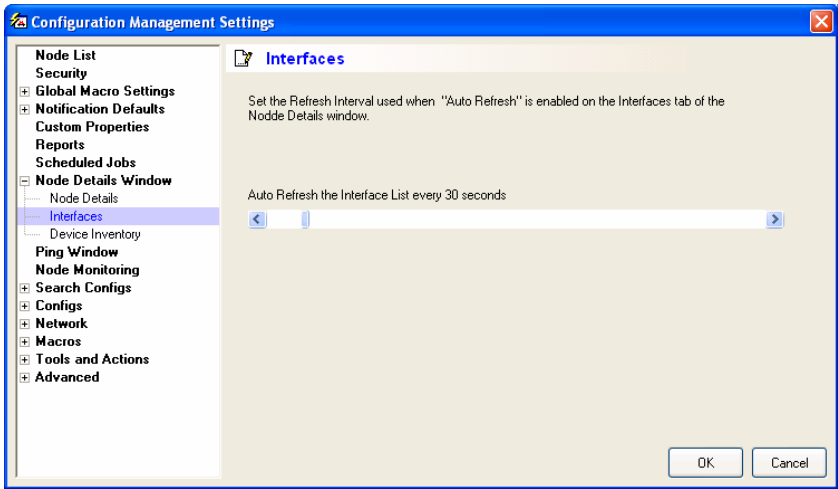 Configuration Management Settings
Node List
Security
Global Macro Settings
Notification Defaults
Custom Properties
Reports
Scheduled Jobs
Node Details Window
Node Details
Interfaces
Device Inventory
Ping Window
Node Monitoring
Search Configs
Configs
Network
Macros
Tools and Actions
Advanced
Interfaces
Set the Refresh Interval used when "Auto Refresh" is enabled on the Interfaces tab of the
Nodde Details window.
Auto Refresh the Interface List every 30 seconds
OK
Cancel